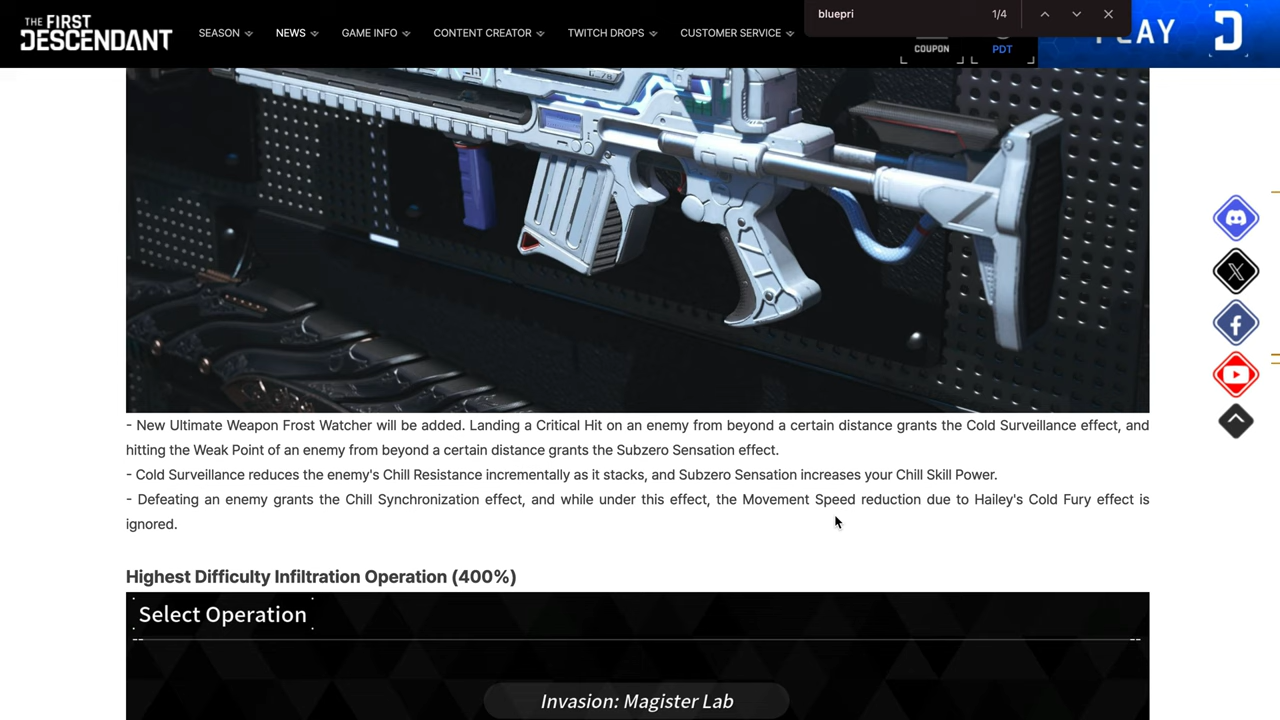 THE FIRST
DESCENDANT
SEASON NEWS GAME INFO CONTENT CREATOR TWITCH DROPS CUSTOMER SERVICE
bluepri 1/4
COUPON PDT
- New Ultimate Weapon Frost Watcher will be added. Landing a Critical Hit on an enemy from beyond a certain distance grants the Cold Surveillance effect, and
hitting the Weak Point of an enemy from beyond a certain distance grants the Subzero Sensation effect.
- Cold Surveillance reduces the enemy's Chill Resistance incrementally as it stacks, and Subzero Sensation increases your Chill Skill Power.
- Defeating an enemy grants the Chill Synchronization effect, and while under this effect, the Movement Speed reduction due to Hailey's Cold Fury effect is
ignored.
Highest Difficulty Infiltration Operation (400%)
Select Operation
Invasion: Magister Lab